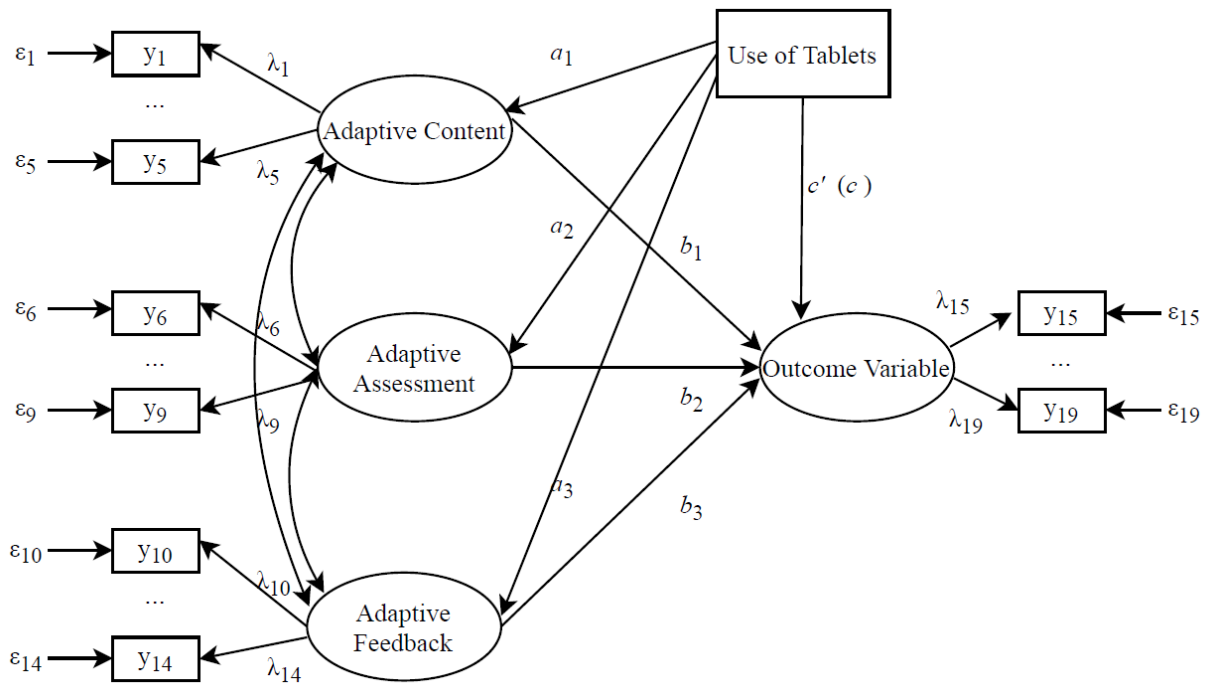 Use of Tablets
ε1
y1
λ1
a1
...
Adaptive Content
ε5
y5
λ5
c′ (c)
a2
b1
ε6
y6
λ6
λ15
y15
ε15
...
Adaptive
Assessment
Outcome Variable
...
ε9
y9
λ9
b2
λ19
y19
ε19
a3
b3
ε10
y10
λ10
...
Adaptive
Feedback
ε14
y14
λ14